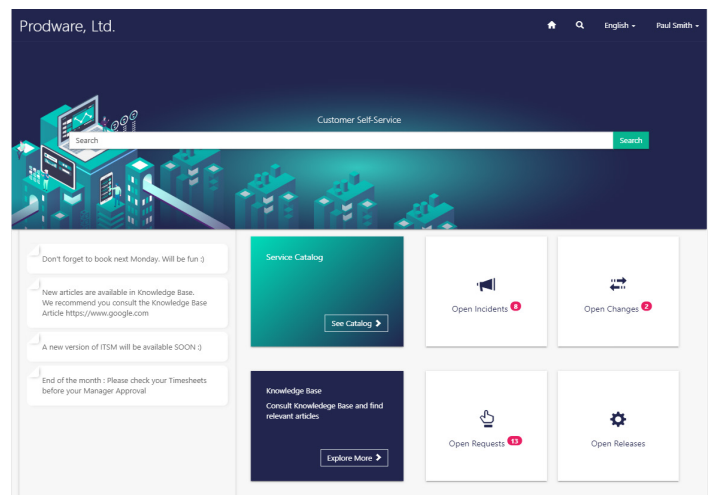 Prodware, Ltd.
English
Paul Smith
Customer Self-Service
Search
Search
Don't forget to book next Monday. Will be fun :)
New articles are available in Knowledge Base.
We recommend you consult the Knowledge Base
Article https://www.google.com
A new version of ITSM will be available SOON :)
End of the month : Please check your Timesheets
before your Manager Approval
Service Catalog
See Catalog
Open Incidents 8
Open Changes 2
Knowledge Base
Consult Knowledege Base and find
relevant articles
Explore More
Open Requests 13
Open Releases